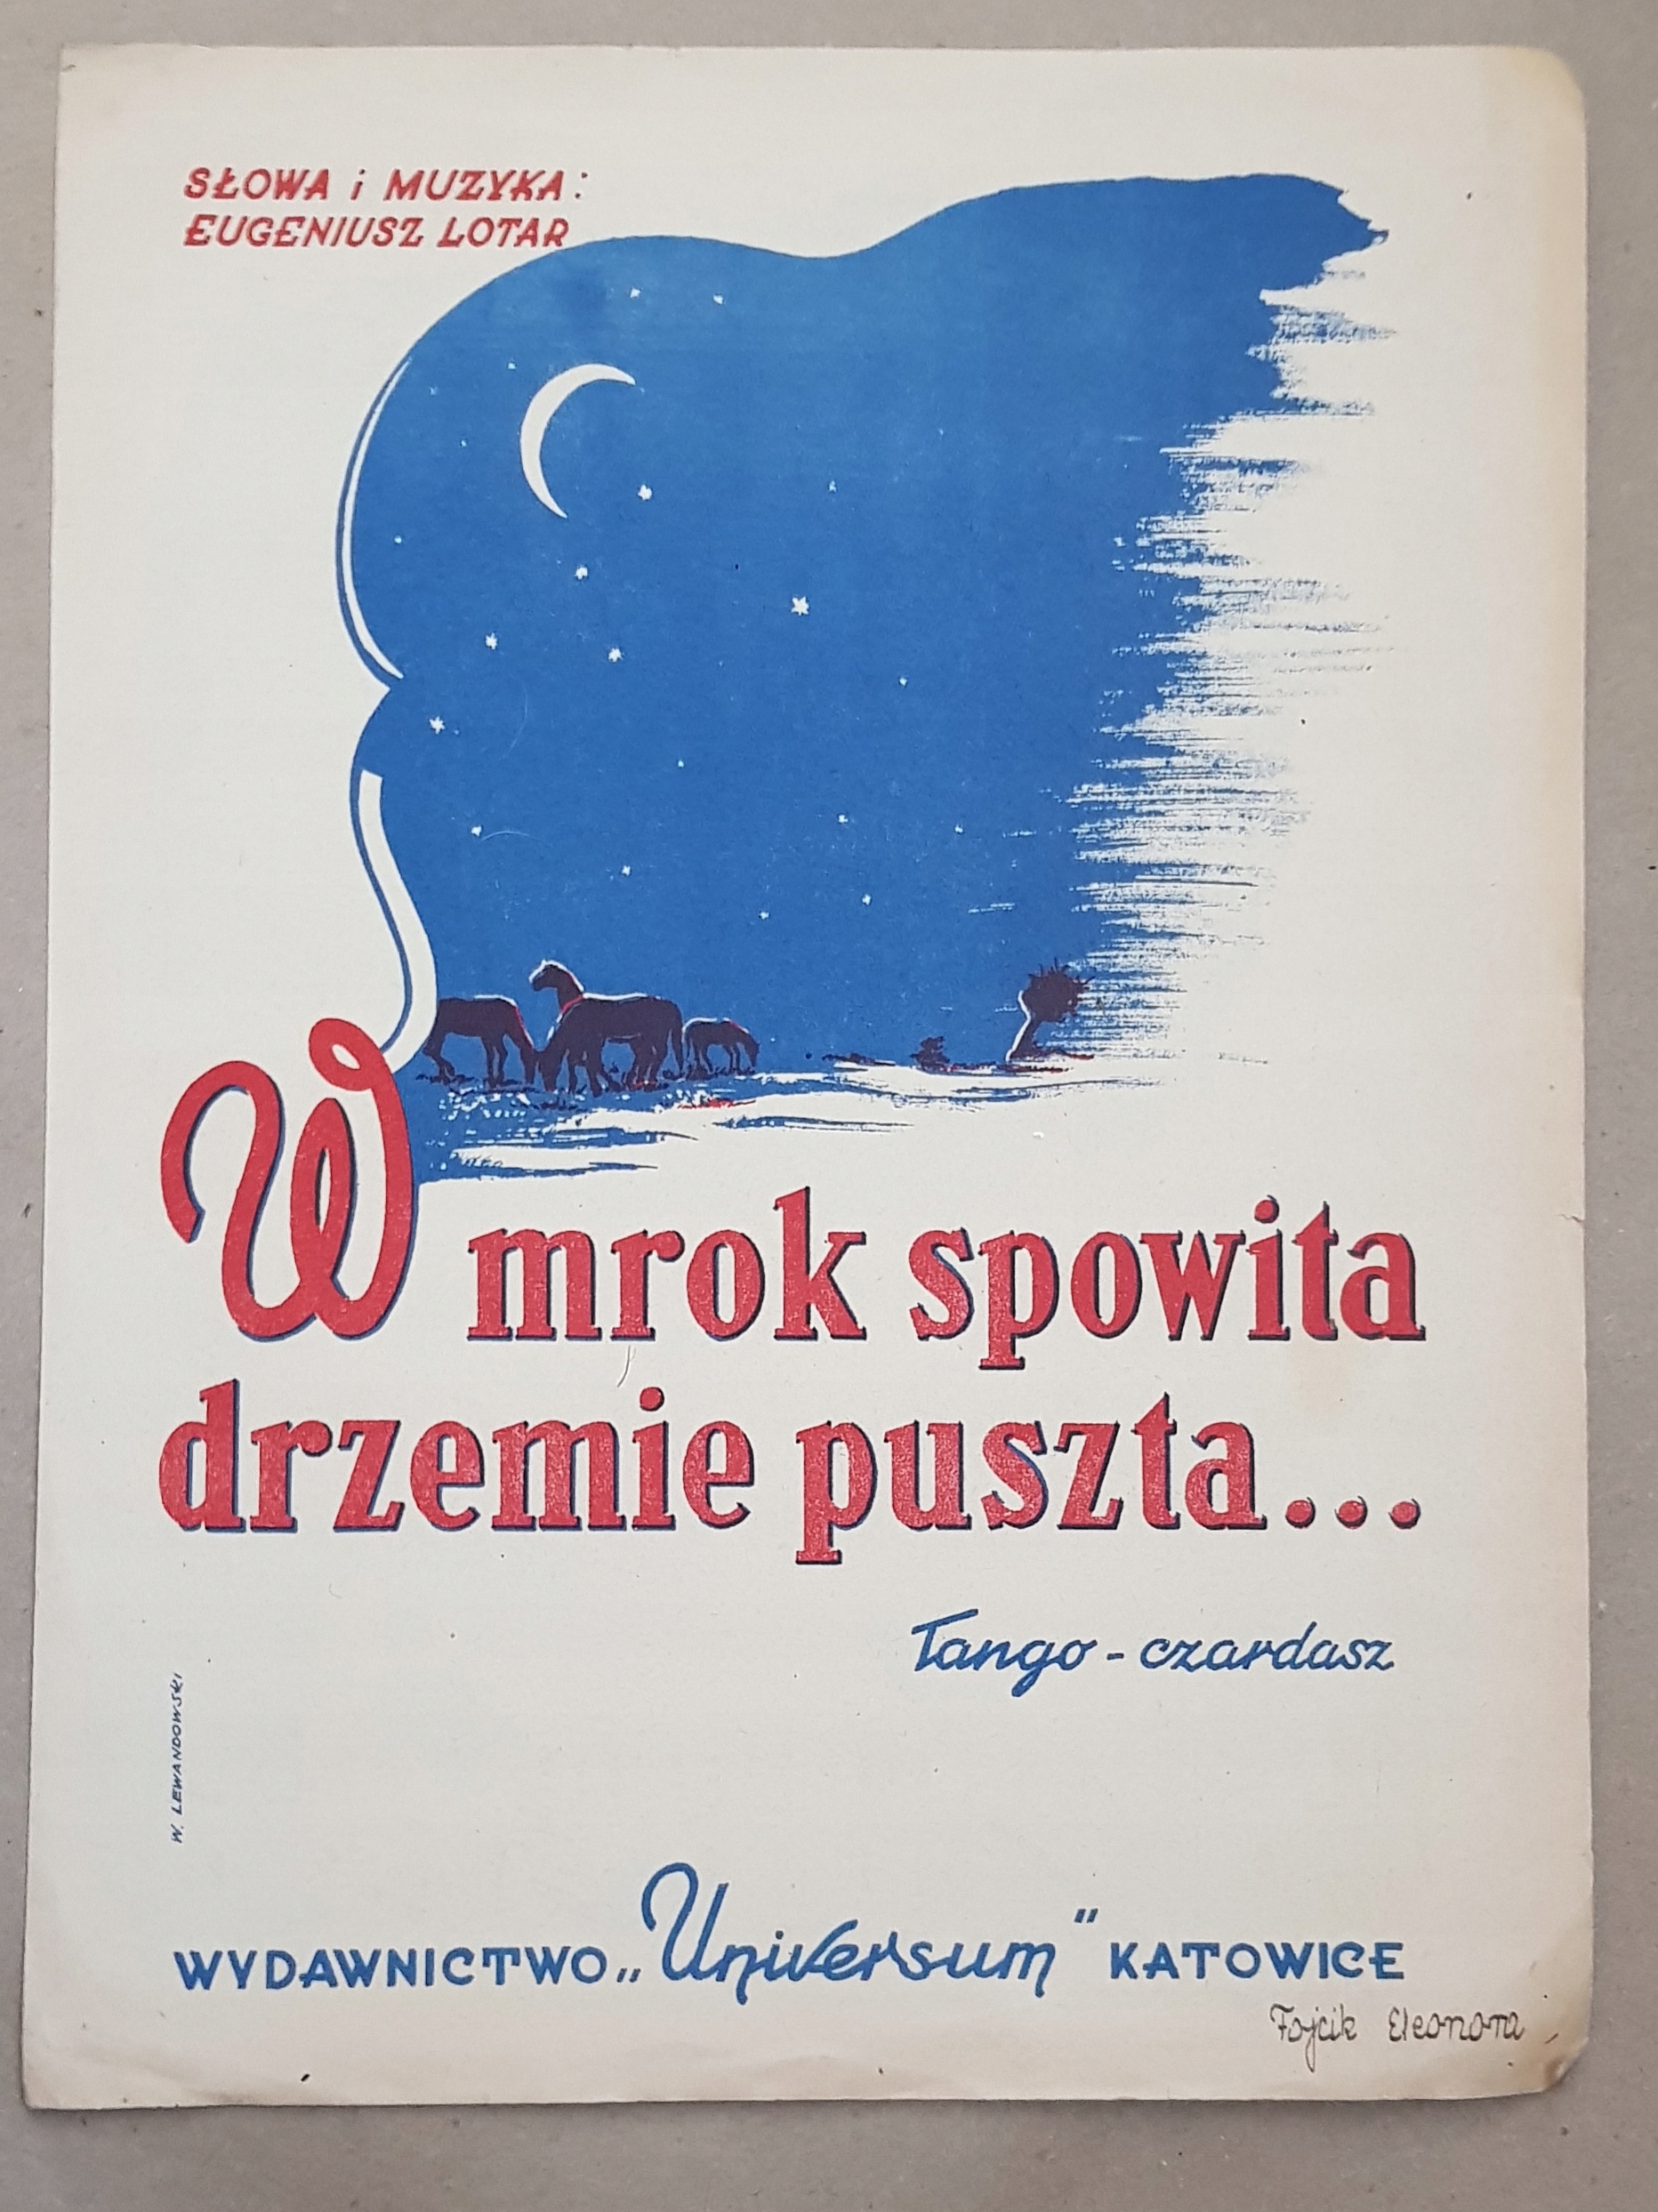 SŁOWA i MUZYKA:
EUGENIUSZ LOTAR
W mrok spowita
drzemie puszta...
Tango - czardasz
W. LEWANDOWSKI
WYDAWNICTWO „Universum" KATOWICE
Fojcik Eleonora